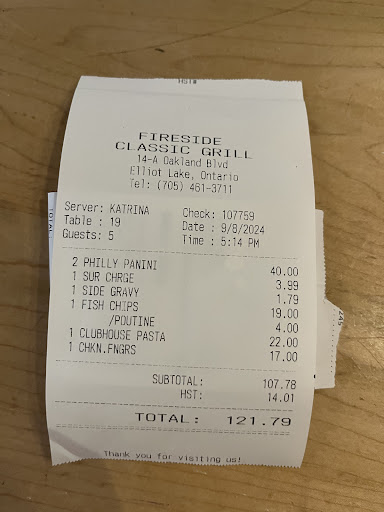 FIRESIDE
CLASSIC GRILL
14-A Oakland Blvd
Elliot Lake, Ontario
Tel: (705) 461-3711
Server: KATRINA Check: 107759
Table : 19 Date : 9/8/2024
Guests: 5 Time : 5:14 PM
2 PHILLY PANINI 40.00
1 SUR CHRGE 3.99
1 SIDE GRAVY 1.79
1 FISH CHIPS 19.00
/POUTINE 4.00
1 CLUBHOUSE PASTA 22.00
1 CHKN.FNGRS 17.00
SUBTOTAL: 107.78
HST: 14.01
TOTAL: 121.79
Thank you for visiting us!
TOTAL: